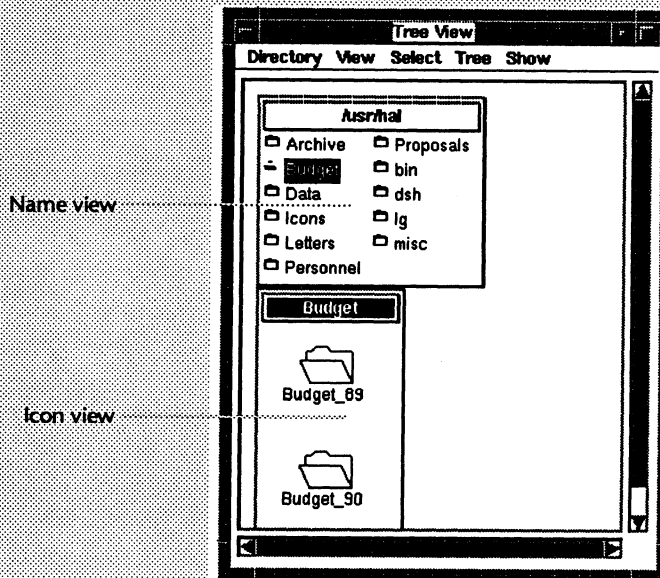 Tree View
Directory View Select Tree Show
/usr/hal
Archive Proposals
Budget bin
Data dsh
Name view
Icons lg
Letters misc
Personnel
Budget
Budget_89
Icon view
Budget_90